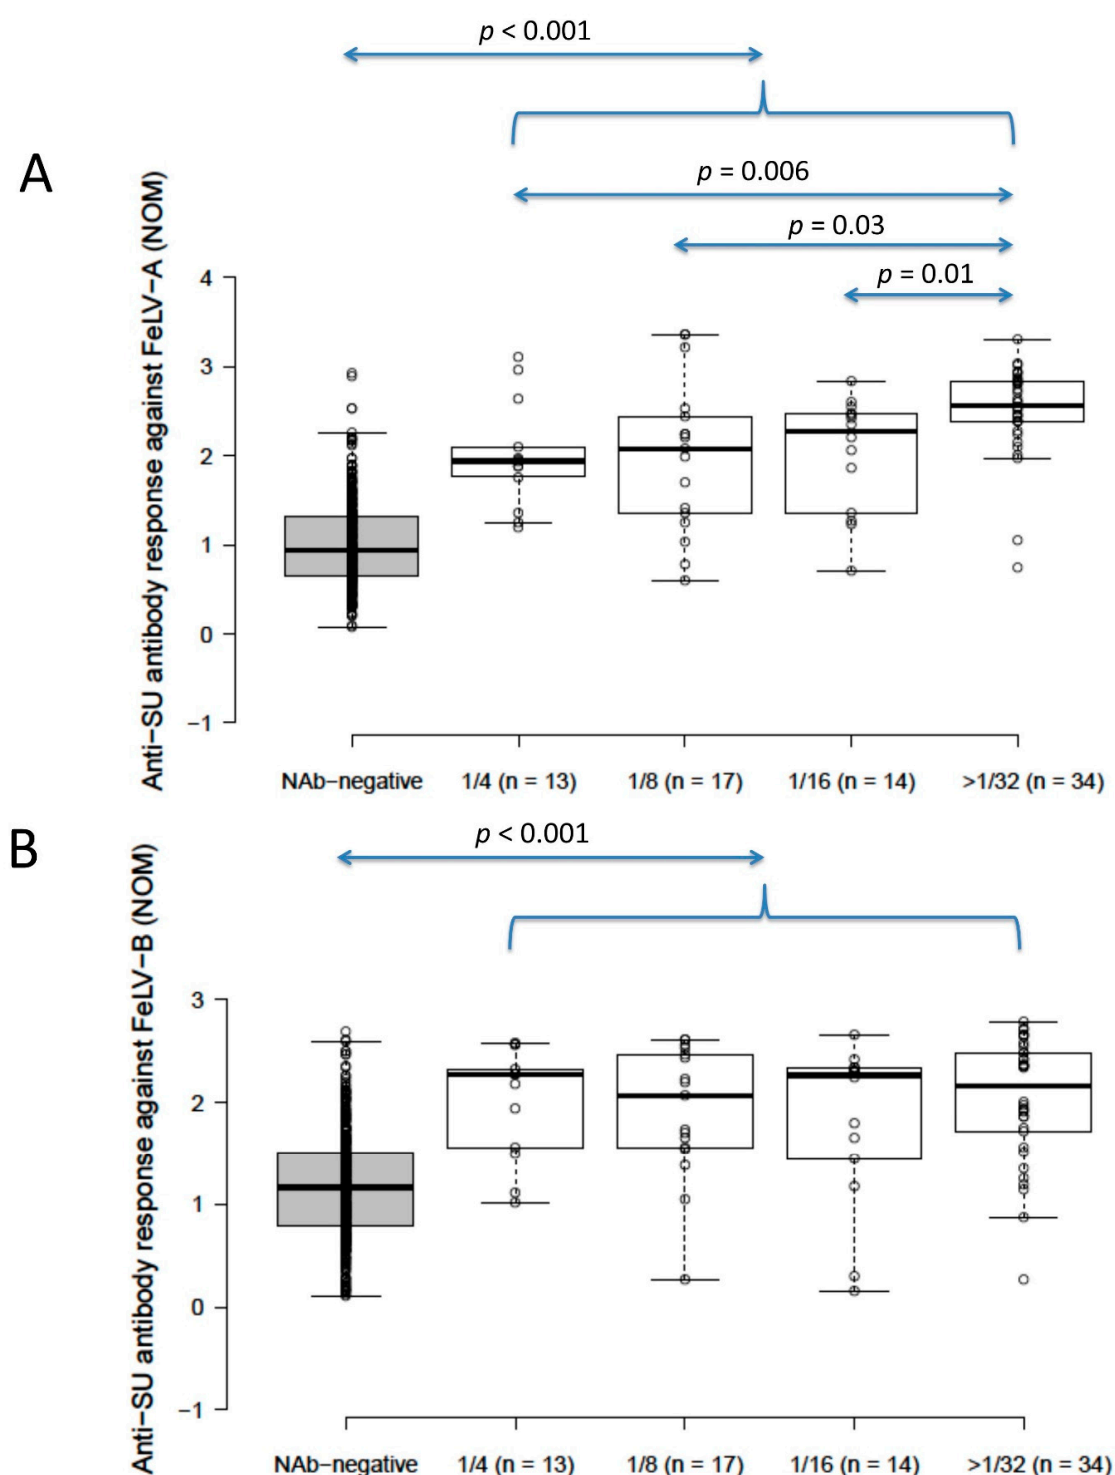 p < 0.001
A
p = 0.006
p = 0.03
p = 0.01
Anti−SU antibody response against FeLV−A (NOM)
4
3
2
1
0
−1
NAb−negative 1/4 (n = 13) 1/8 (n = 17) 1/16 (n = 14) >1/32 (n = 34)
B
p < 0.001
Anti−SU antibody response against FeLV−B (NOM)
3
2
1
0
−1
NAb−negative 1/4 (n = 13) 1/8 (n = 17) 1/16 (n = 14) >1/32 (n = 34)